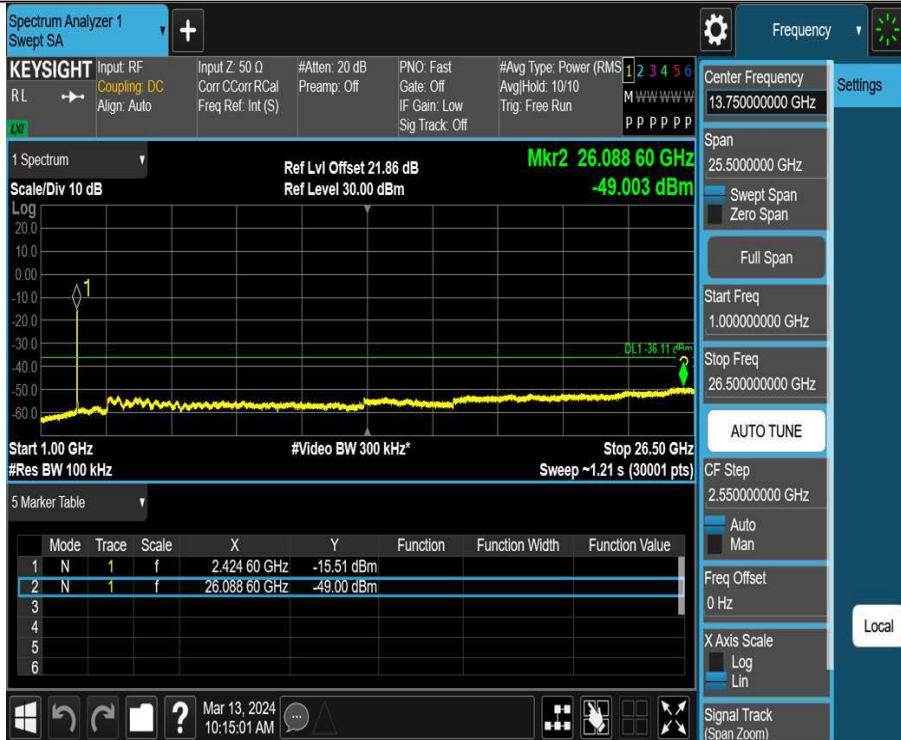 Spectrum Analyzer 1
Swept SA
+
Frequency
KEYSIGHT
RL
LXI
Input: RF
Coupling: DC
Align: Auto
Input Z: 50 Ω
Corr CCorr RCal
Freq Ref: Int (S)
#Atten: 20 dB
Preamp: Off
PNO: Fast
Gate: Off
IF Gain: Low
Sig Track: Off
#Avg Type: Power (RMS
Avg|Hold: 10/10
Trig: Free Run
1 2 3 4 5 6
M W W W W W
P P P P P P
1 Spectrum
Scale/Div 10 dB
Ref Lvl Offset 21.86 dB
Ref Level 30.00 dBm
Mkr2 26.088 60 GHz
-49.003 dBm
Log
20.0
10.0
0.00
-10.0
-20.0
-30.0
-40.0
-50.0
-60.0
1
DL1 -36.11 dBm
Start 1.00 GHz
#Res BW 100 kHz
#Video BW 300 kHz*
Stop 26.50 GHz
Sweep ~1.21 s (30001 pts)
5 Marker Table
Mode Trace Scale X Y Function Function Width Function Value
1 N 1 f 2.424 60 GHz -15.51 dBm
2 N 1 f 26.088 60 GHz -49.00 dBm
3
4
5
6
?
Mar 13, 2024
10:15:01 AM
Center Frequency
13.750000000 GHz
Span
25.5000000 GHz
Swept Span
Zero Span
Full Span
Start Freq
1.000000000 GHz
Stop Freq
26.500000000 GHz
AUTO TUNE
CF Step
2.550000000 GHz
Auto
Man
Freq Offset
0 Hz
X Axis Scale
Log
Lin
Signal Track
(Span Zoom)
Settings
Local